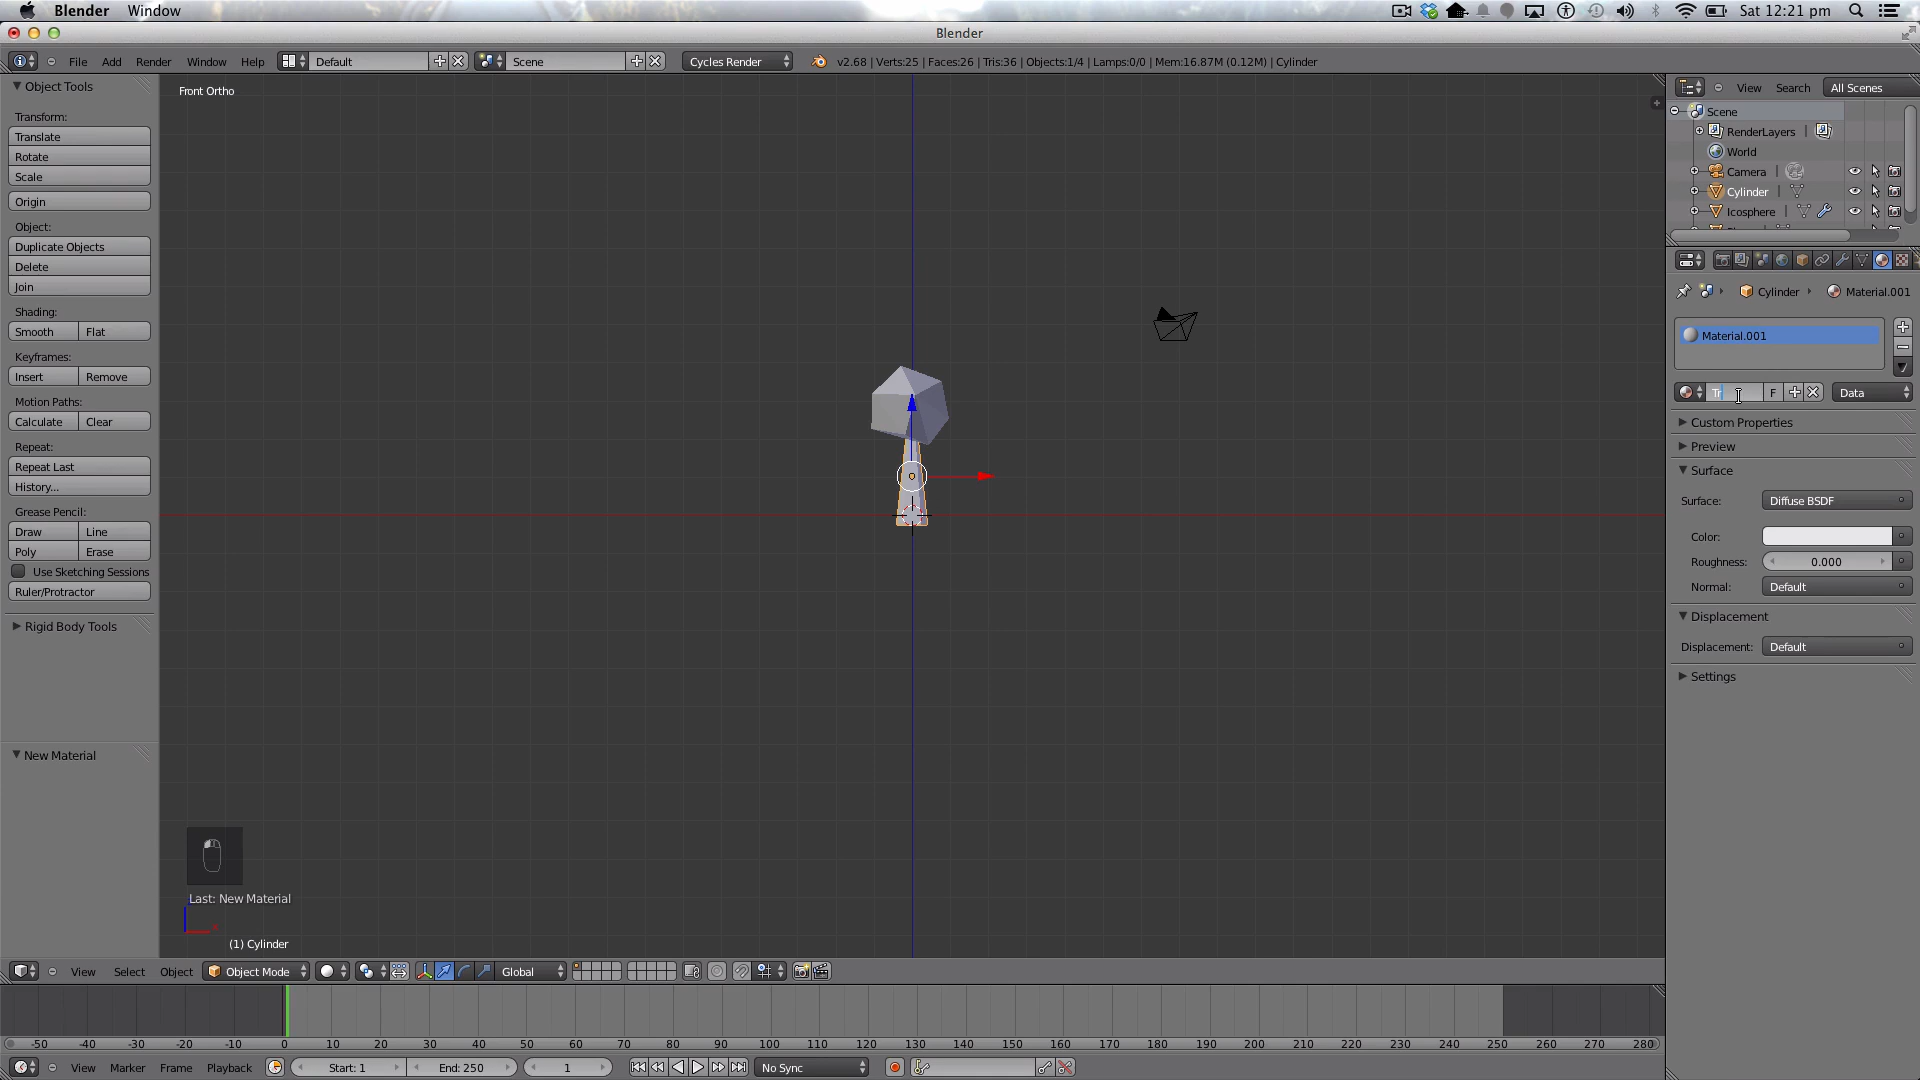 Blender Window Sat 12:21 pm
Blender
File Add Render Window Help Default Scene Cycles Render v2.68 | Verts:25 | Faces:26 | Tris:36 | Objects:1/4 | Lamps:0/0 | Mem:16.87M (0.12M) | Cylinder
Object Tools
Transform:
Translate
Rotate
Scale
Origin
Object:
Duplicate Objects
Delete
Join
Shading:
Smooth Flat
Keyframes:
Insert Remove
Motion Paths:
Calculate Clear
Repeat:
Repeat Last
History...
Grease Pencil:
Draw Line
Poly Erase
Use Sketching Sessions
Ruler/Protractor
Rigid Body Tools
New Material
Front Ortho
Last: New Material
(1) Cylinder
View Search All Scenes
Scene
RenderLayers |
World
Camera |
Cylinder |
Icosphere |
Cylinder Material.001
Material.001
Tr F Data
Custom Properties
Preview
Surface
Surface: Diffuse BSDF
Color:
Roughness: 0.000
Normal: Default
Displacement
Displacement: Default
Settings
View Select Object Object Mode Global
-50 -40 -30 -20 -10 0 10 20 30 40 50 60 70 80 90 100 110 120 130 140 150 160 170 180 190 200 210 220 230 240 250 260 270 280
View Marker Frame Playback Start: 1 End: 250 1 No Sync